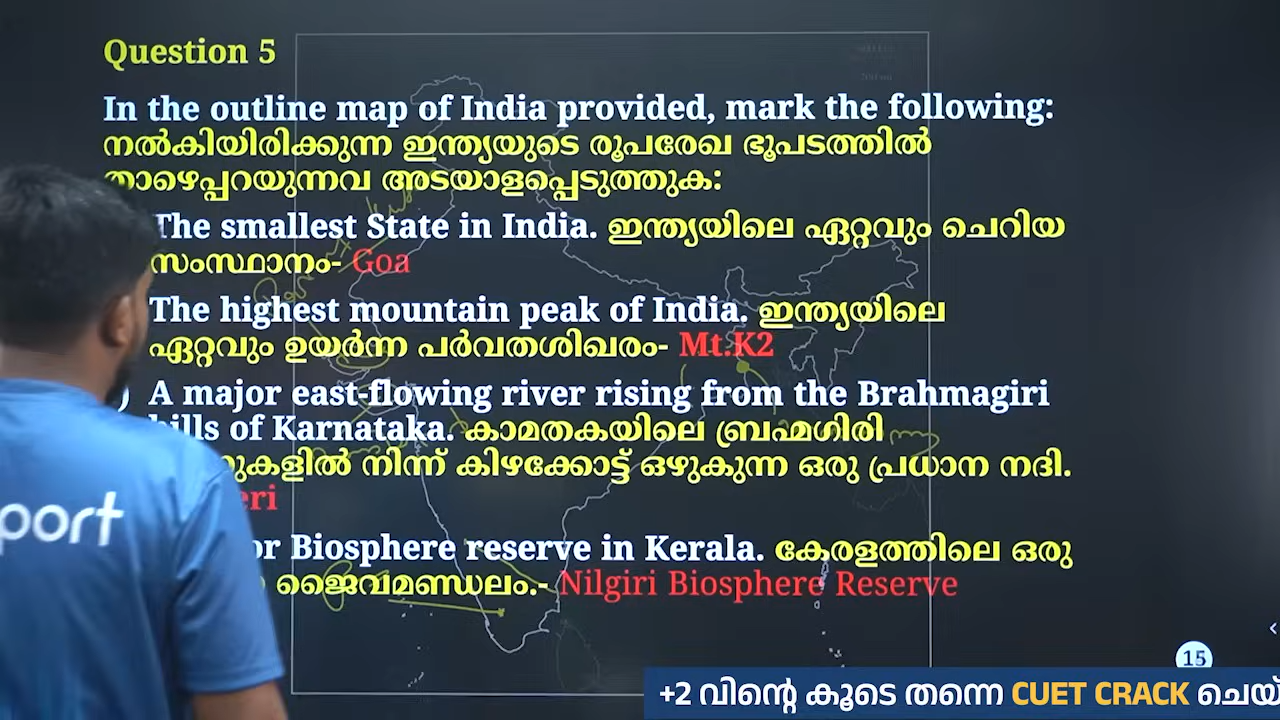 Question 5
In the outline map of India provided, mark the following:
നൽകിയിരിക്കുന്ന ഇന്ത്യയുടെ രൂപരേഖ ഭൂപടത്തിൽ
താഴെപ്പറയുന്നവ അടയാളപ്പെടുത്തുക:
The smallest State in India. ഇന്ത്യയിലെ ഏറ്റവും ചെറിയ
സംസ്ഥാനം- Goa
The highest mountain peak of India. ഇന്ത്യയിലെ
ഏറ്റവും ഉയർന്ന പർവതശിഖരം- Mt.K2
) A major east-flowing river rising from the Brahmagiri
ills of Karnataka. കാമതകയിലെ ബ്രഹ്മഗിരി
ുകളിൽ നിന്ന് കിഴക്കോട്ട് ഒഴുകുന്ന ഒരു പ്രധാന നദി.
eri
or Biosphere reserve in Kerala. കേരളത്തിലെ ഒരു
ജൈവമണ്ഡലം.- Nilgiri Biosphere Reserve
port
15
+2 വിന്റെ കൂടെ തന്നെ CUET CRACK ചെയ്